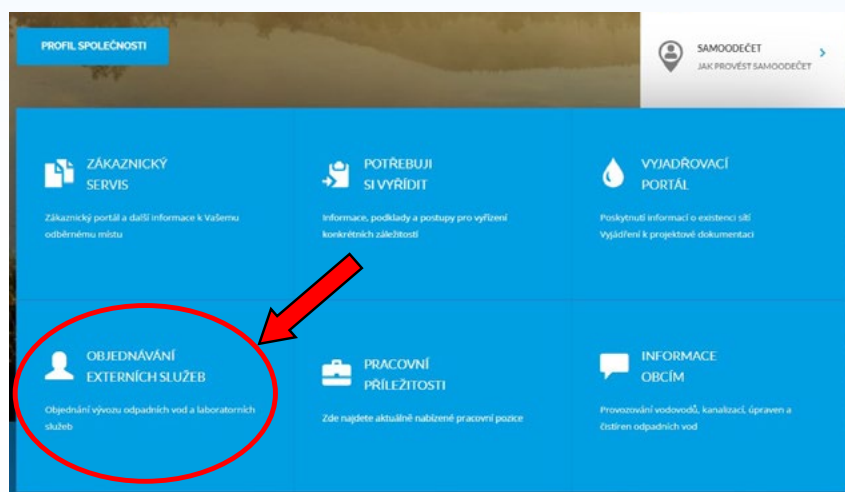 PROFIL SPOLEČNOSTI
SAMOODEČET
JAK PROVÉST SAMOODEČET
ZÁKAZNICKÝ
SERVIS
Zákaznický portál a další informace k Vašemu
odběrnému místu
POTŘEBUJI
SI VYŘÍDIT
Informace, podklady a postupy pro vyřízení
konkrétních záležitostí
VYJADŘOVACÍ
PORTÁL
Poskytnutí informací o existenci sítí
Vyjádření k projektové dokumentaci
OBJEDNÁVÁNÍ
EXTERNÍCH SLUŽEB
Objednání vývozu odpadních vod a laboratorních
služeb
PRACOVNÍ
PŘÍLEŽITOSTI
Zde najdete aktuálně nabízené pracovní pozice
INFORMACE
OBCÍM
Provozování vodovodů, kanalizací, úpraven a
čistíren odpadních vod